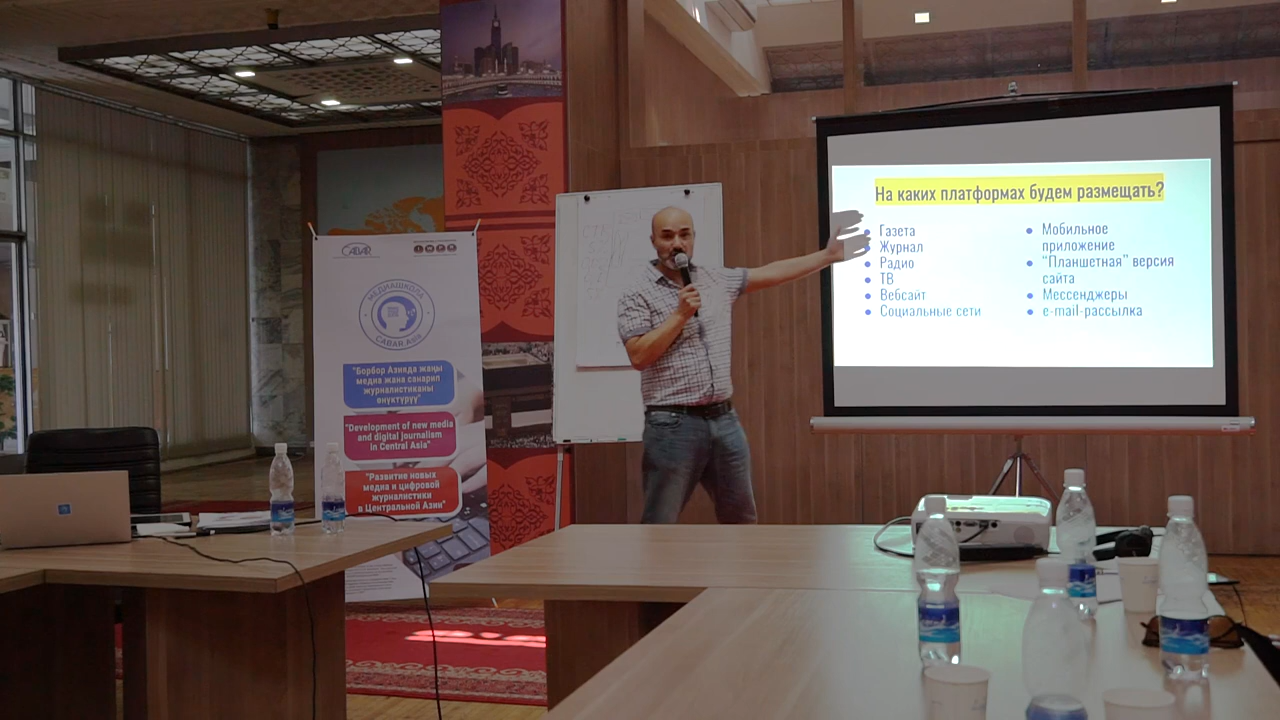 CABAR
МЕДИАШКОЛА
CABAR Asia
"Борбор Азияда жаңы
медиа жана санарип
журналистиканы
өнүктүрүү"
"Development of new media
and digital journalism
in Central Asia"
"Развитие новых
медиа и цифровой
журналистики
в Центральной Азии"
На каких платформах будем размещать?
Газета
Журнал
Радио
ТВ
Вебсайт
Социальные сети
Мобильное
приложение
"Планшетная" версия
сайта
Мессенджеры
e-mail-рассылка